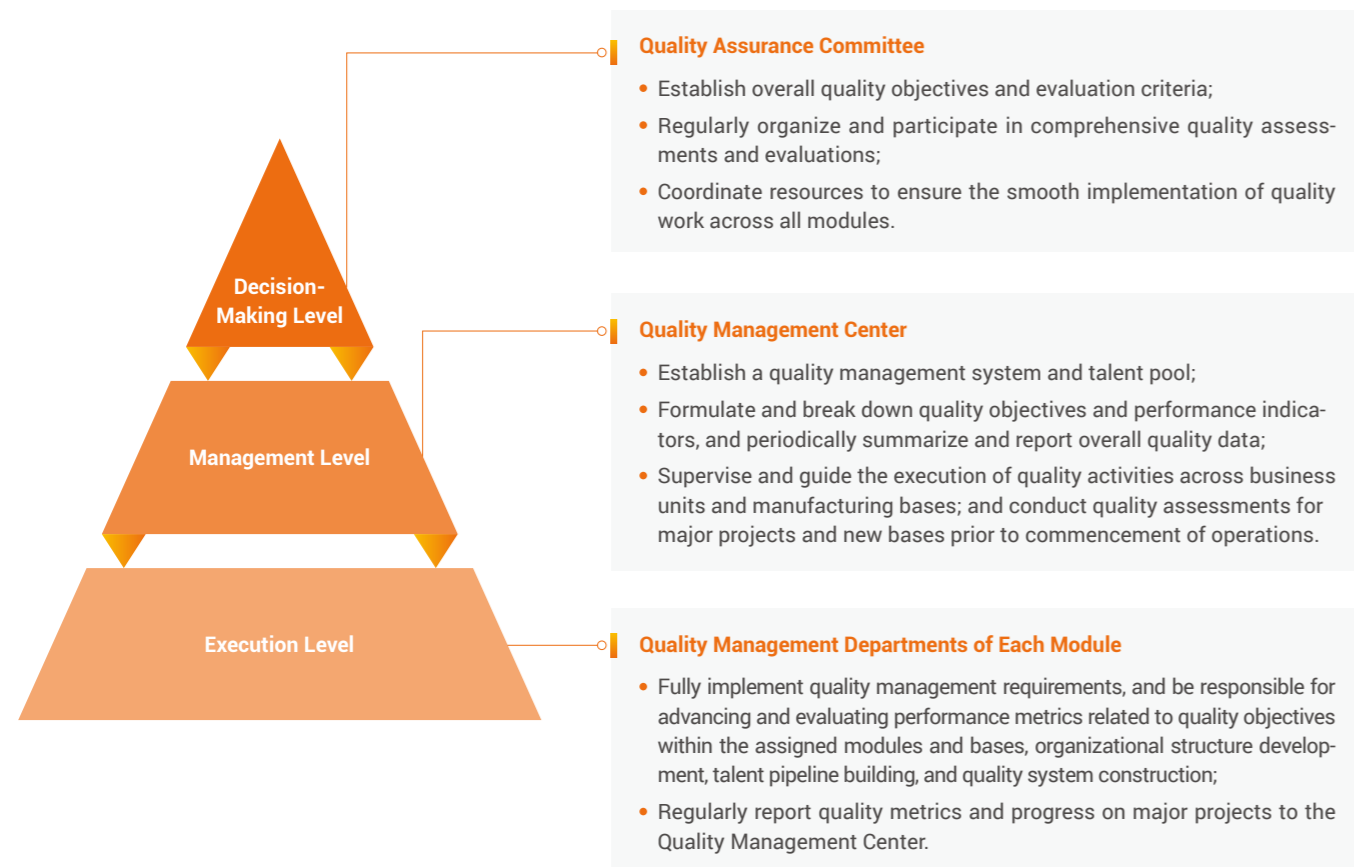 Quality Assurance Committee
• Establish overall quality objectives and evaluation criteria;
• Regularly organize and participate in comprehensive quality assess-
ments and evaluations;
• Coordinate resources to ensure the smooth implementation of quality
work across all modules.
Decision-
Making Level
Quality Management Center
• Establish a quality management system and talent pool;
• Formulate and break down quality objectives and performance indica-
tors, and periodically summarize and report overall quality data;
• Supervise and guide the execution of quality activities across business
units and manufacturing bases; and conduct quality assessments for
major projects and new bases prior to commencement of operations.
Management Level
Quality Management Departments of Each Module
• Fully implement quality management requirements, and be responsible for
advancing and evaluating performance metrics related to quality objectives
within the assigned modules and bases, organizational structure develop-
ment, talent pipeline building, and quality system construction;
• Regularly report quality metrics and progress on major projects to the
Quality Management Center.
Execution Level